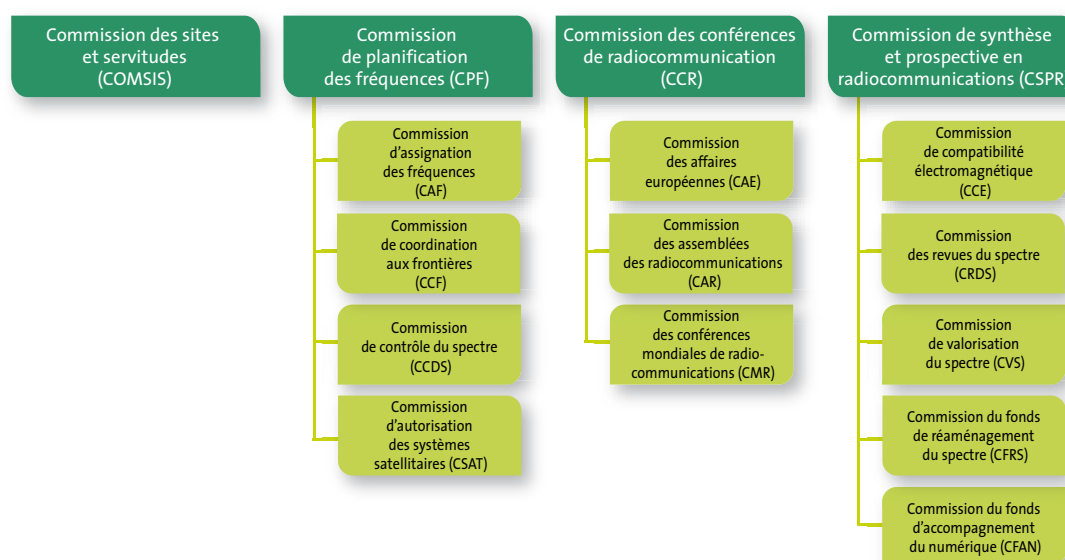 Commission des sites
et servitudes
(COMSIS)
Commission
de planification
des fréquences (CPF)
Commission
d'assignation
des fréquences
(CAF)
Commission
de coordination
aux frontières
(CCF)
Commission
de contrôle du spectre
(CCDS)
Commission
d'autorisation
des systèmes
satellitaires (CSAT)
Commission des conférences
de radiocommunication
(CCR)
Commission
des affaires
européennes (CAE)
Commission
des assemblées
des radiocommunications
(CAR)
Commission
des conférences
mondiales de radio-
communications (CMR)
Commission de synthèse
et prospective en
radiocommunications (CSPR
Commission
de compatibilité
électromagnétique
(CCE)
Commission
des revues du spectre
(CRDS)
Commission
de valorisation
du spectre (CVS)
Commission du fonds
de réaménagement
du spectre (CFRS)
Commission du fonds
d'accompagnement
du numérique (CFAN)